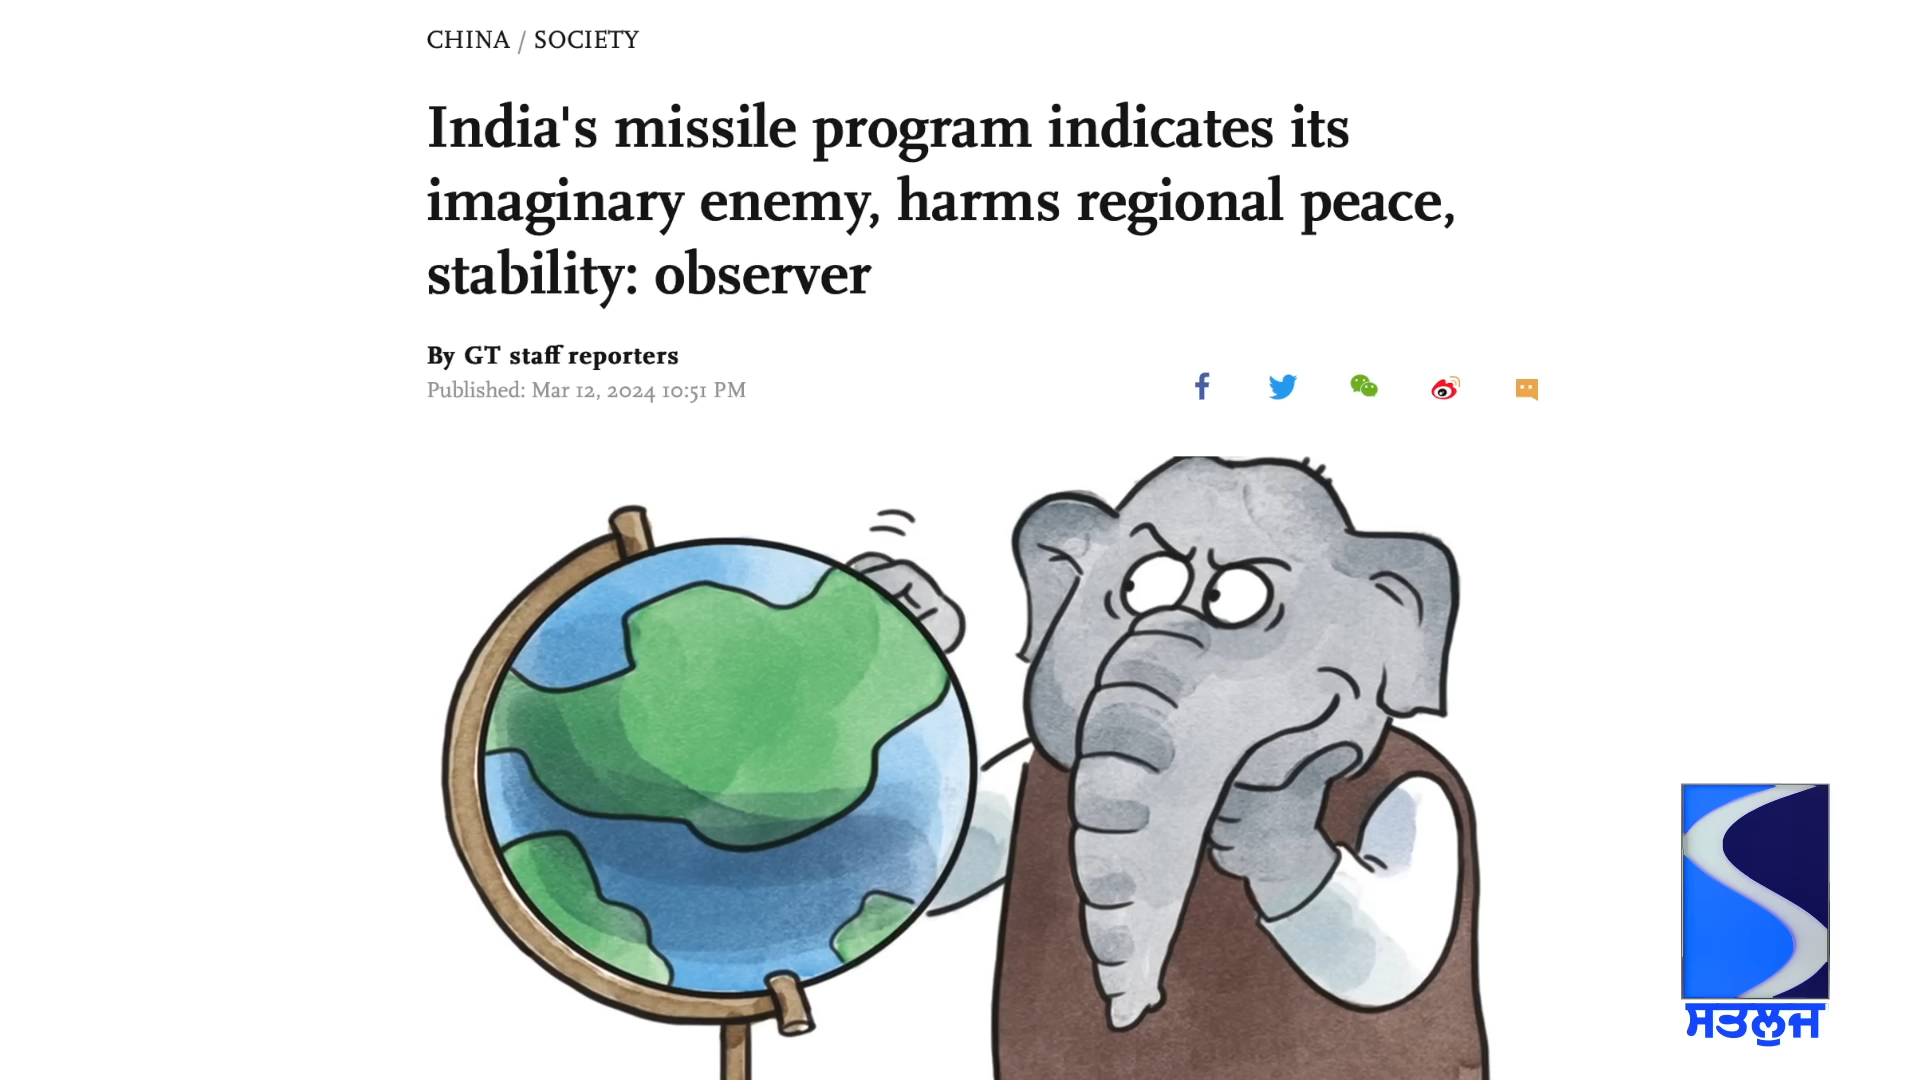 CHINA / SOCIETY
India's missile program indicates its
imaginary enemy, harms regional peace,
stability: observer
By GT staff reporters
Published: Mar 12, 2024 10:51 PM
ਸਤਲੁਜ